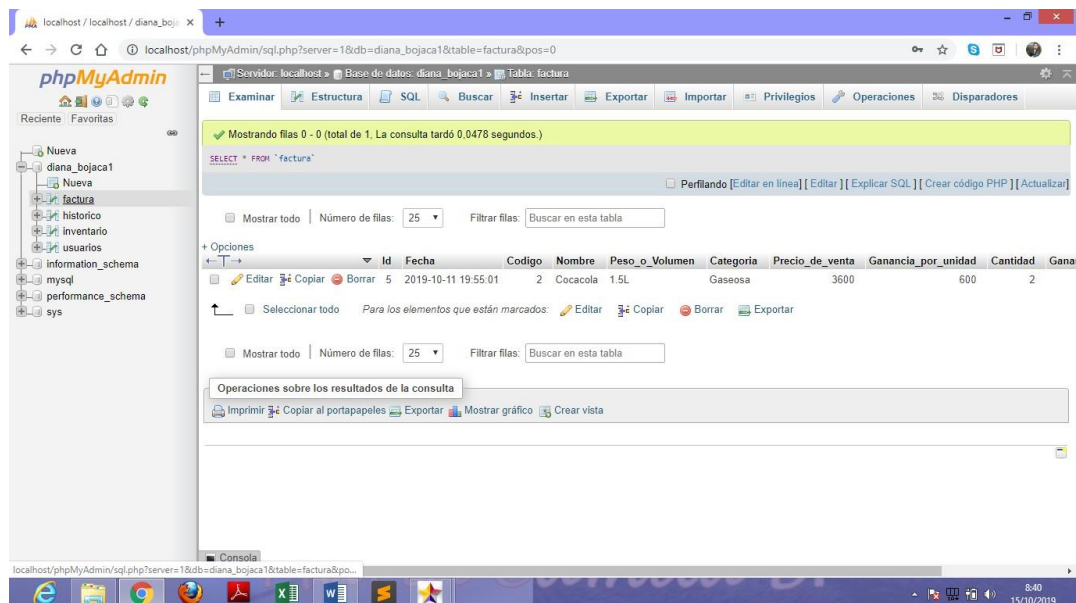 localhost / localhost / diana_boja
localhost/phpMyAdmin/sql.php?server=1&db=diana_bojaca1&table=factura&pos=0
phpMyAdmin
Reciente Favoritas
Nueva
diana_bojaca1
Nueva
factura
historico
inventario
usuarios
information_schema
mysql
performance_schema
sys
Servidor: localhost » Base de datos: diana_bojaca1 » Tabla: factura
Examinar Estructura SQL Buscar Insertar Exportar Importar Privilegios Operaciones Disparadores
Mostrando filas 0 - 0 (total de 1, La consulta tardó 0,0478 segundos.)
SELECT * FROM `factura`
Perfilando [Editar en línea] [ Editar ] [ Explicar SQL ] [ Crear código PHP ] [ Actualizar]
Mostrar todo | Número de filas: 25 Filtrar filas: Buscar en esta tabla
+ Opciones
←T→ Id Fecha Codigo Nombre Peso_o_Volumen Categoria Precio_de_venta Ganancia_por_unidad Cantidad Gana
Editar Copiar Borrar 5 2019-10-11 19:55:01 2 Cocacola 1.5L Gaseosa 3600 600 2
Seleccionar todo Para los elementos que están marcados: Editar Copiar Borrar Exportar
Mostrar todo | Número de filas: 25 Filtrar filas: Buscar en esta tabla
Operaciones sobre los resultados de la consulta
Imprimir Copiar al portapapeles Exportar Mostrar gráfico Crear vista
Consola
localhost/phpMyAdmin/sql.php?server=1&db=diana_bojaca1&table=factura&po...
8:40
15/10/2019